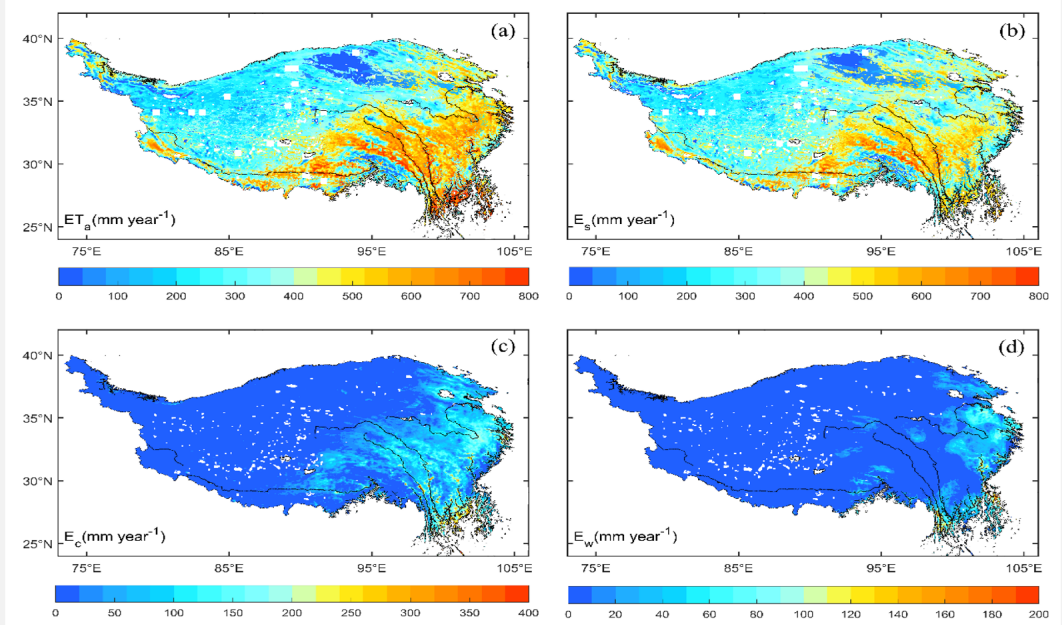 (a)
40°N
35°N
30°N
25°N
ETa(mm year-1)
75°E 85°E 95°E 105°E
0 100 200 300 400 500 600 700 800
(b)
40°N
35°N
30°N
25°N
Es(mm year-1)
75°E 85°E 95°E 105°E
0 100 200 300 400 500 600 700 800
(c)
40°N
35°N
30°N
25°N
Ec(mm year-1)
75°E 85°E 95°E 105°E
0 50 100 150 200 250 300 350 400
(d)
40°N
35°N
30°N
25°N
Ew(mm year-1)
75°E 85°E 95°E 105°E
0 20 40 60 80 100 120 140 160 180 200